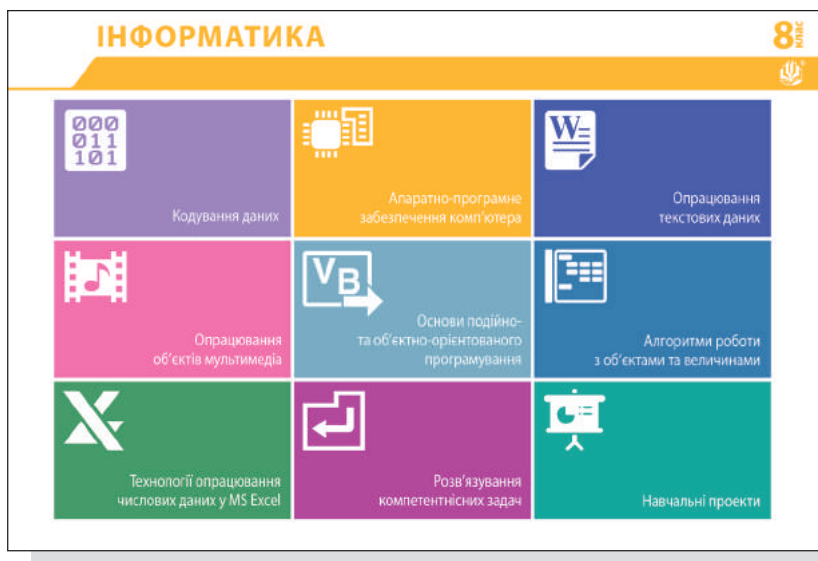 ІНФОРМАТИКА
8 клас
000
011
101
Кодування даних
Апаратно-програмне
забезпечення комп'ютера
W
Опрацювання
текстових даних
Опрацювання
об'єктів мультимедіа
VB
Основи подійно-
та об'єктно-орієнтованого
програмування
Алгоритми роботи
з об'єктами та величинами
X
Технології опрацювання
числових даних у MS Excel
Розв'язування
компетентнісних задач
Навчальні проекти